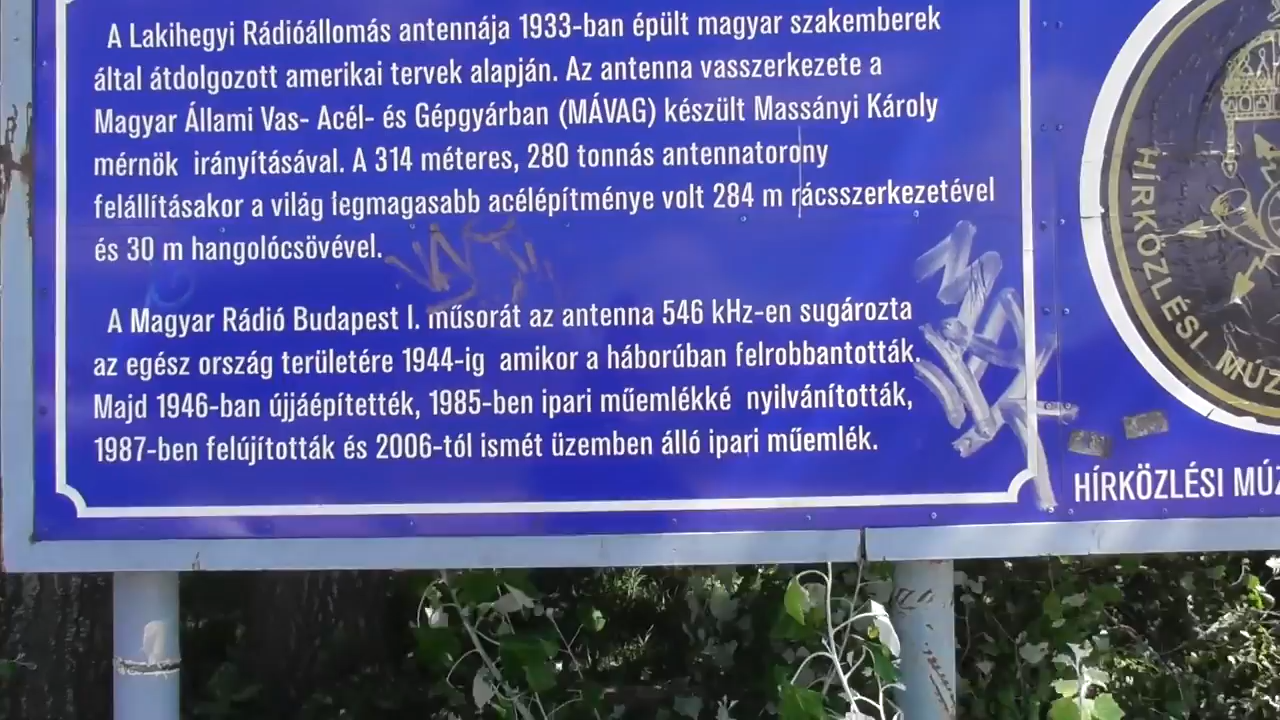 A Lakihegyi Rádióállomás antennája 1933-ban épült magyar szakemberek
által átdolgozott amerikai tervek alapján. Az antenna vasszerkezete a
Magyar Állami Vas- Acél- és Gépgyárban (MÁVAG) készült Massányi Károly
mérnök irányításával. A 314 méteres, 280 tonnás antennatorony
felállításakor a világ legmagasabb acélépítménye volt 284 m rácsszerkezetével
és 30 m hangolócsövével.
A Magyar Rádió Budapest I. műsorát az antenna 546 kHz-en sugározta
az egész ország területére 1944-ig amikor a háborúban felrobbantották.
Majd 1946-ban újjáépítették, 1985-ben ipari műemlékké nyilvánították,
1987-ben felújították és 2006-tól ismét üzemben álló ipari műemlék.
HÍRKÖZLÉSI MÚZ
HÍRKÖZLÉSI MÚZ